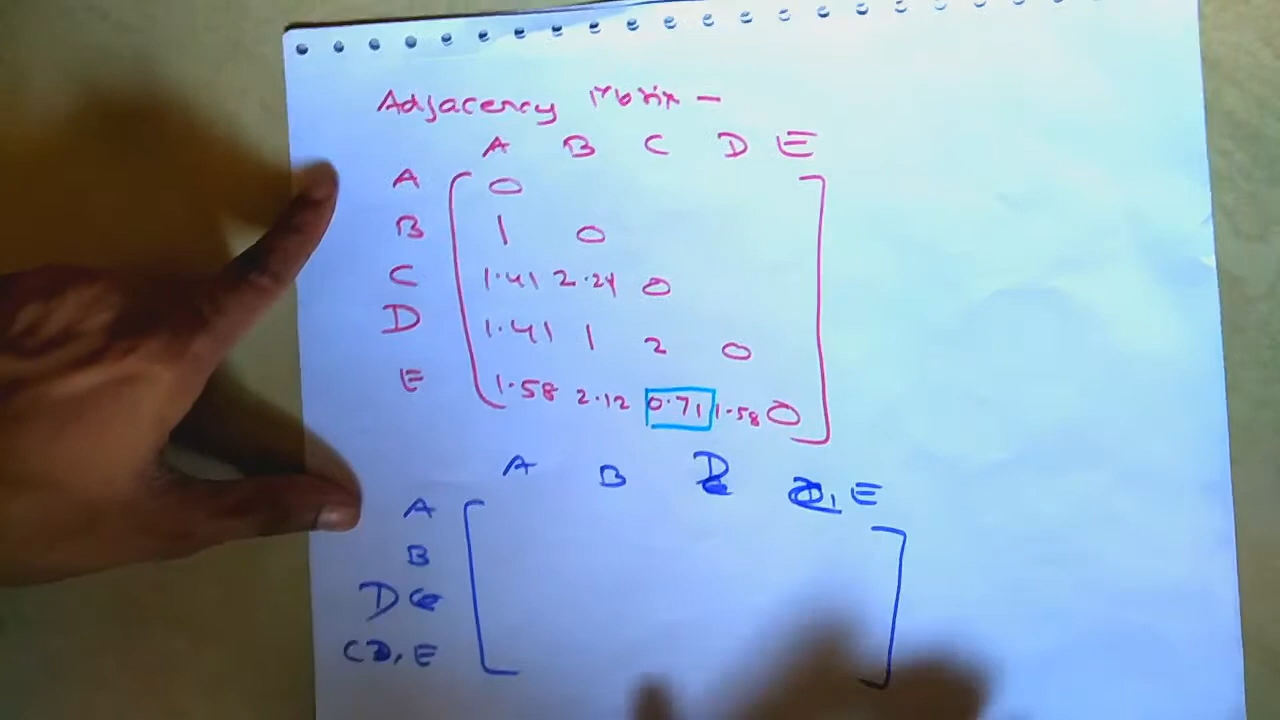 Adjacency Matrix -
A B C D E
A 0
B 1 0
C 1.41 2.24 0
D 1.41 1 2 0
E 1.58 2.12 0.71 1.58 0
A B D , E
A
B
D
C , E